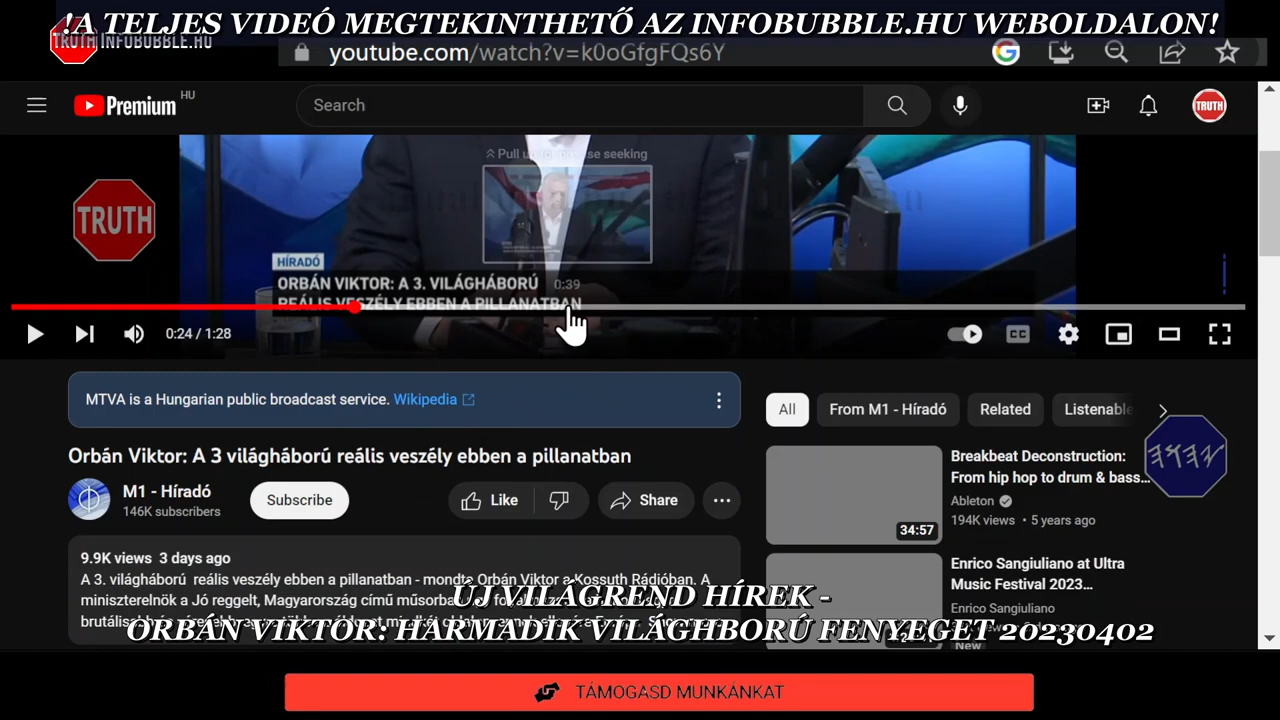 !A TELJES VIDEÓ MEGTEKINTHETŐ AZ INFOBUBBLE.HU WEBOLDALON!
TRUTH INFOBUBBLE.HU
youtube.com/watch?v=k0oGfgFQs6Y
Premium HU
Search
TRUTH
Pull up for precise seeking
TRUTH
HÍRADÓ
ORBÁN VIKTOR: A 3. VILÁGHÁBORÚ
0:39
REÁLIS VESZÉLY EBBEN A PILLANATBAN
0:24 / 1:28
CC
MTVA is a Hungarian public broadcast service. Wikipedia
All
From M1 - Híradó
Related
Listenable
Orbán Viktor: A 3 világháború reális veszély ebben a pillanatban
M1 - Híradó
146K subscribers
Subscribe
Like
Share
Breakbeat Deconstruction:
From hip hop to drum & bass...
Ableton
194K views • 5 years ago
34:57
9.9K views 3 days ago
A 3. világháború reális veszély ebben a pillanatban - mondta Orbán Viktor a Kossuth Rádióban. A
miniszterelnök a Jó reggelt, Magyarország című
Enrico Sangiuliano at Ultra
Music Festival 2023...
Enrico Sangiuliano
New
ÚJ VILÁGREND HÍREK -
ORBÁN VIKTOR: HARMADIK VILÁGHBORÚ FENYEGET 20230402
TÁMOGASD MUNKÁNKAT